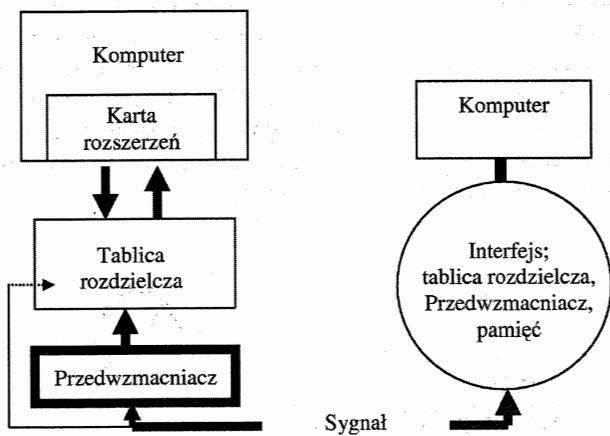 Komputer
Karta
rozszerzeń
Tablica
rozdzielcza
Przedwzmacniacz
Komputer
Interfejs;
tablica rozdzielcza,
Przedwzmacniacz,
pamięć
Sygnał